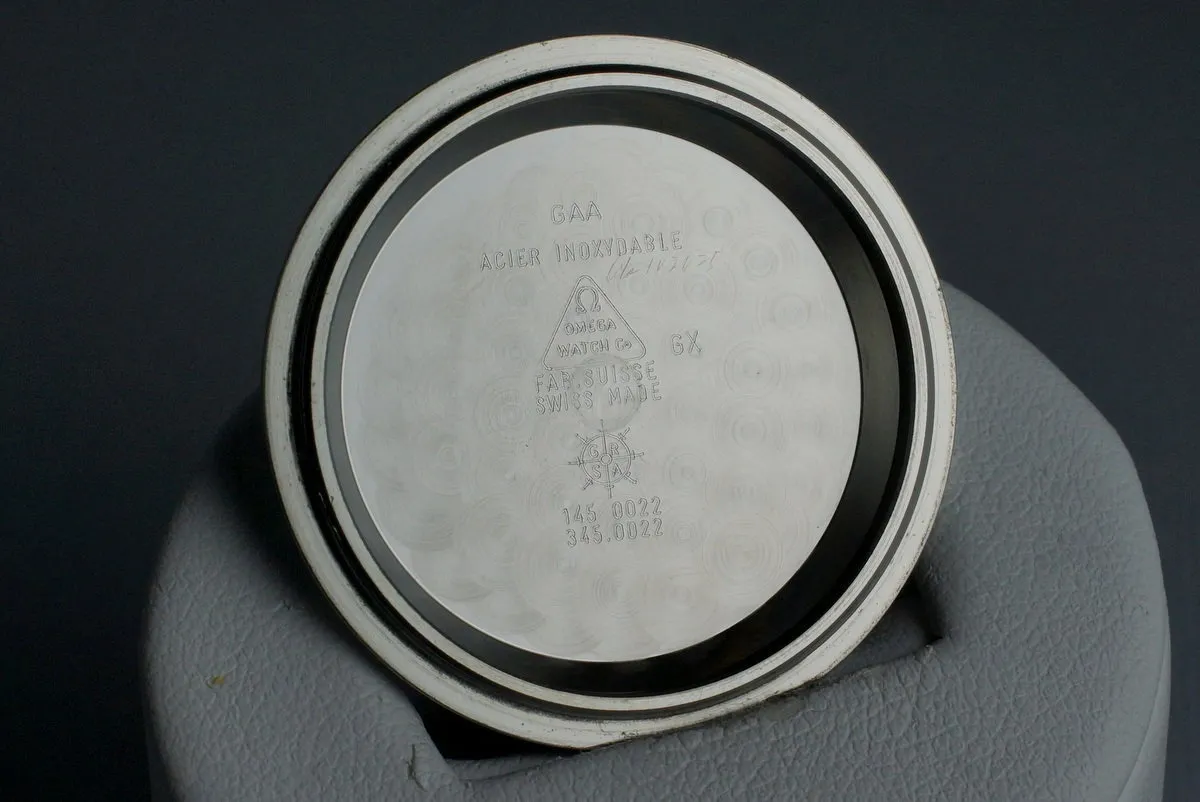 GAA
ACIER INOXYDABLE
Ω
OMEGA
WATCH Co
GX
FAB. SUISSE
SWISS MADE
G R
S A
145 0022
345.0022